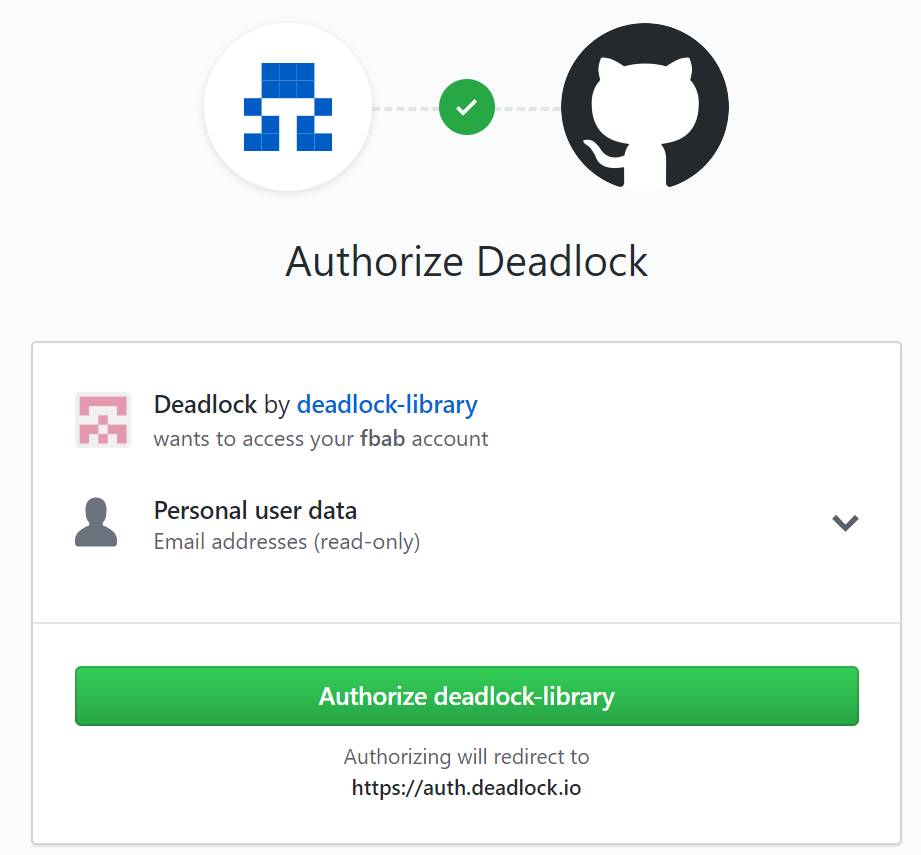 Authorize Deadlock
Deadlock by deadlock-library
wants to access your fbab account
Personal user data
Email addresses (read-only)
Authorize deadlock-library
Authorizing will redirect to
https://auth.deadlock.io